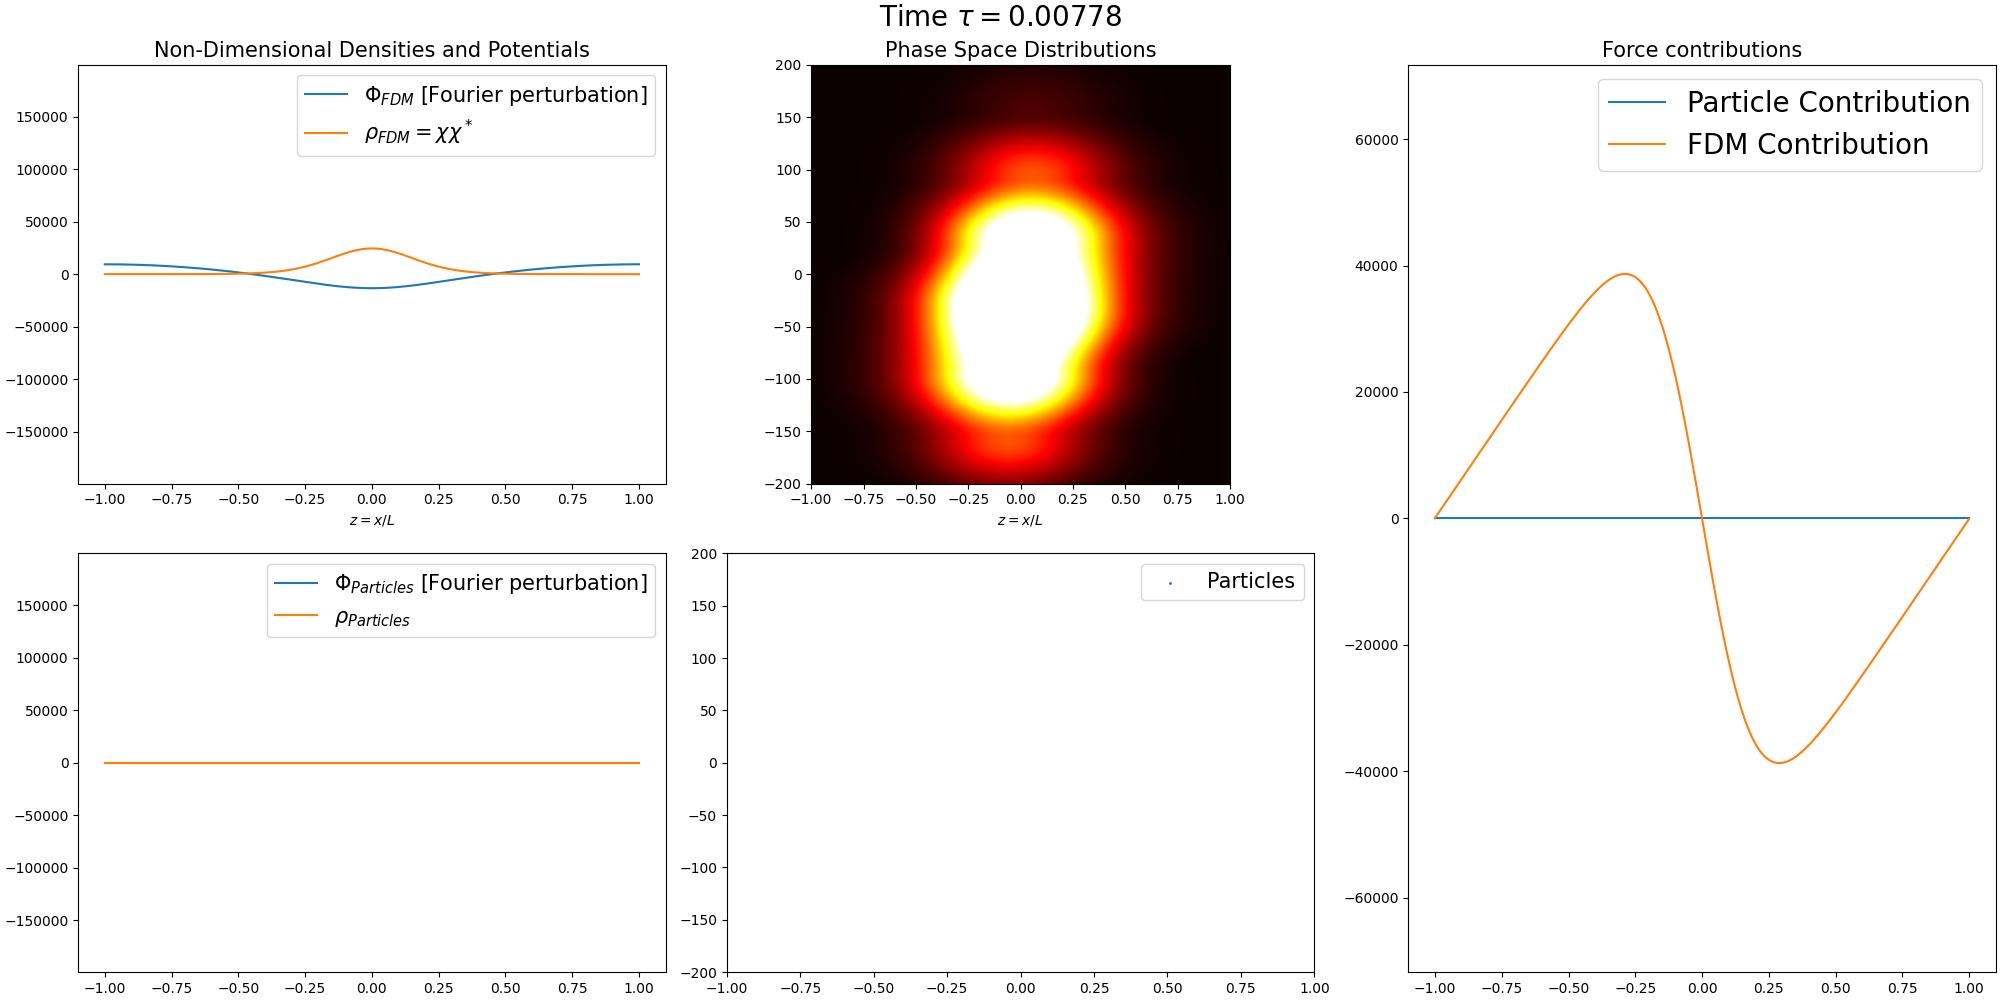 Time τ = 0.00778
Non-Dimensional Densities and Potentials
Φ_FDM [Fourier perturbation]
ρ_FDM = χχ*
150000
100000
50000
0
−50000
−100000
−150000
−1.00 −0.75 −0.50 −0.25 0.00 0.25 0.50 0.75 1.00
z = x/L
Phase Space Distributions
200
150
100
50
0
−50
−100
−150
−200
−1.00 −0.75 −0.50 −0.25 0.00 0.25 0.50 0.75 1.00
z = x/L
Force contributions
Particle Contribution
FDM Contribution
60000
40000
20000
0
−20000
−40000
−60000
−1.00 −0.75 −0.50 −0.25 0.00 0.25 0.50 0.75 1.00
Φ_Particles [Fourier perturbation]
ρ_Particles
150000
100000
50000
0
−50000
−100000
−150000
−1.00 −0.75 −0.50 −0.25 0.00 0.25 0.50 0.75 1.00
Particles
200
150
100
50
0
−50
−100
−150
−200
−1.00 −0.75 −0.50 −0.25 0.00 0.25 0.50 0.75 1.00